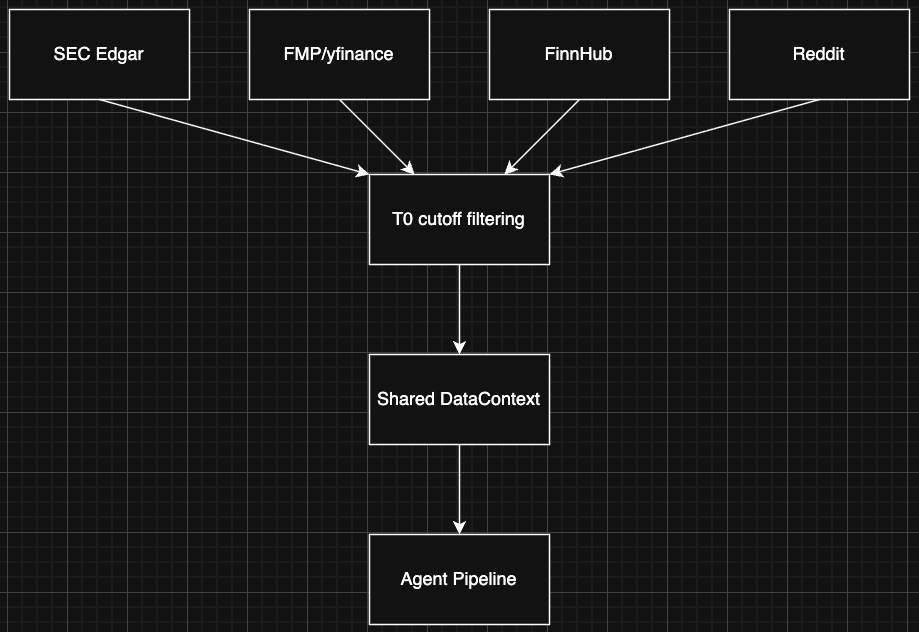 SEC Edgar
FMP/yfinance
FinnHub
Reddit
T0 cutoff filtering
Shared DataContext
Agent Pipeline